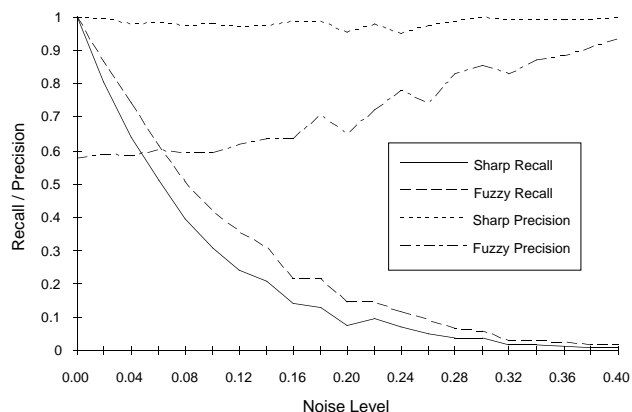 Recall / Precision
1
0.9
0.8
0.7
0.6
0.5
0.4
0.3
0.2
0.1
0
Sharp Recall
Fuzzy Recall
Sharp Precision
Fuzzy Precision
0.00 0.04 0.08 0.12 0.16 0.20 0.24 0.28 0.32 0.36 0.40
Noise Level